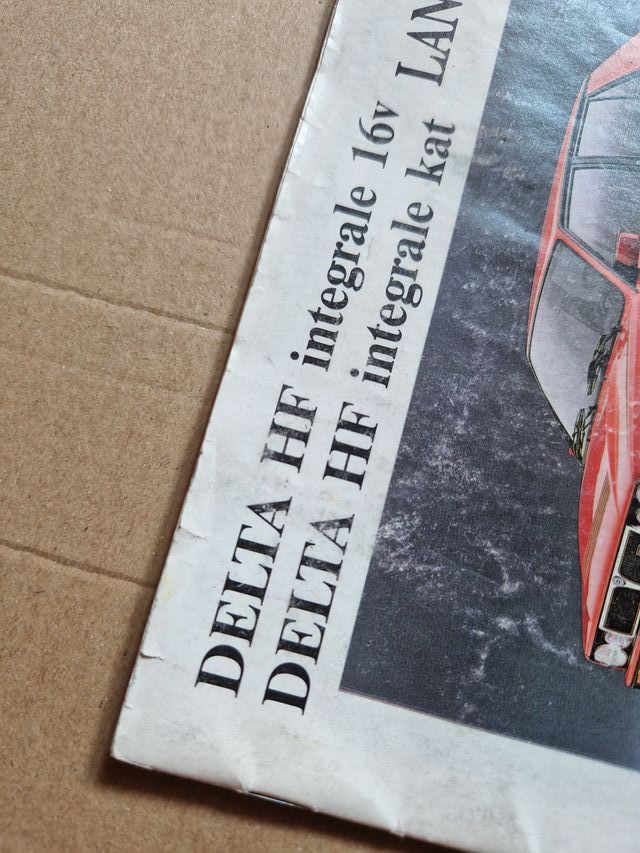 DELTA HF integrale 16v
DELTA HF integrale kat